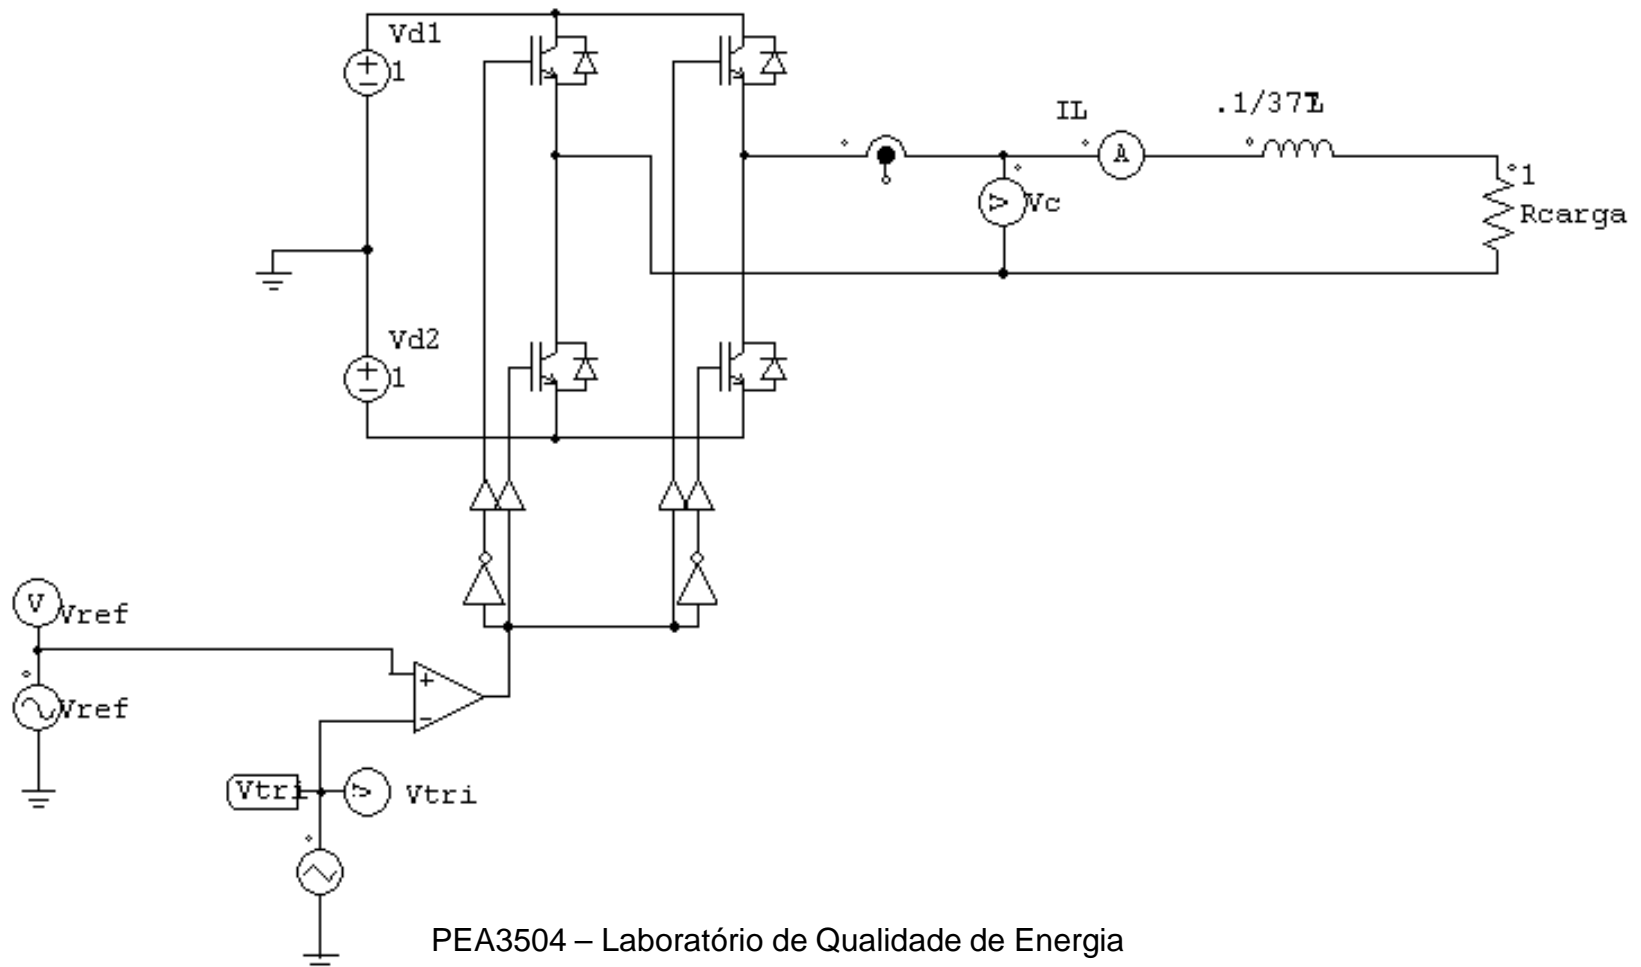 Vd1
1
IL
.1/377
L
1
Vc
Rcarga
Vd2
1
V
Vref
+
Vref
-
Vtri
V
Vtri
A
V
PEA3504 – Laboratório de Qualidade de Energia